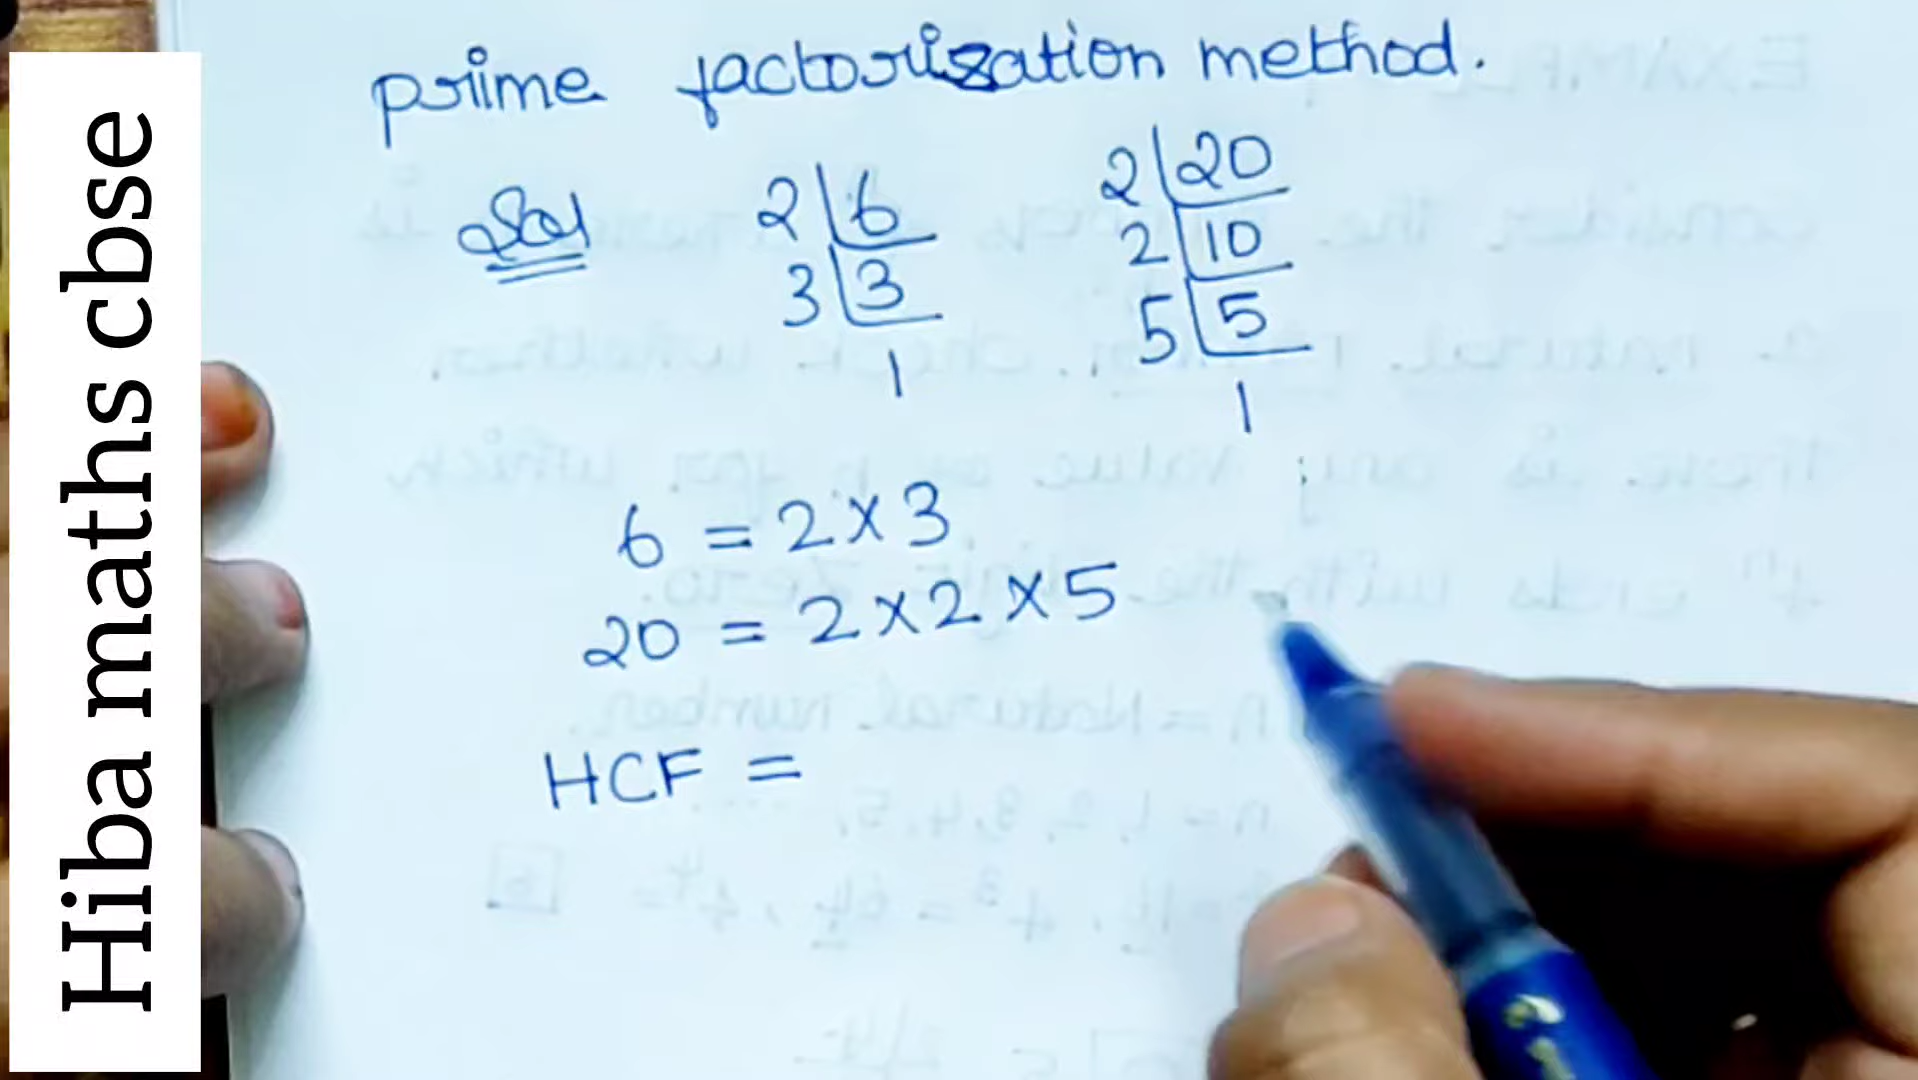 Hiba maths cbse
prime factorization method.
Sol
2 | 6
3 | 3
1
2 | 20
2 | 10
5 | 5
1
6 = 2 × 3
20 = 2 × 2 × 5
HCF =